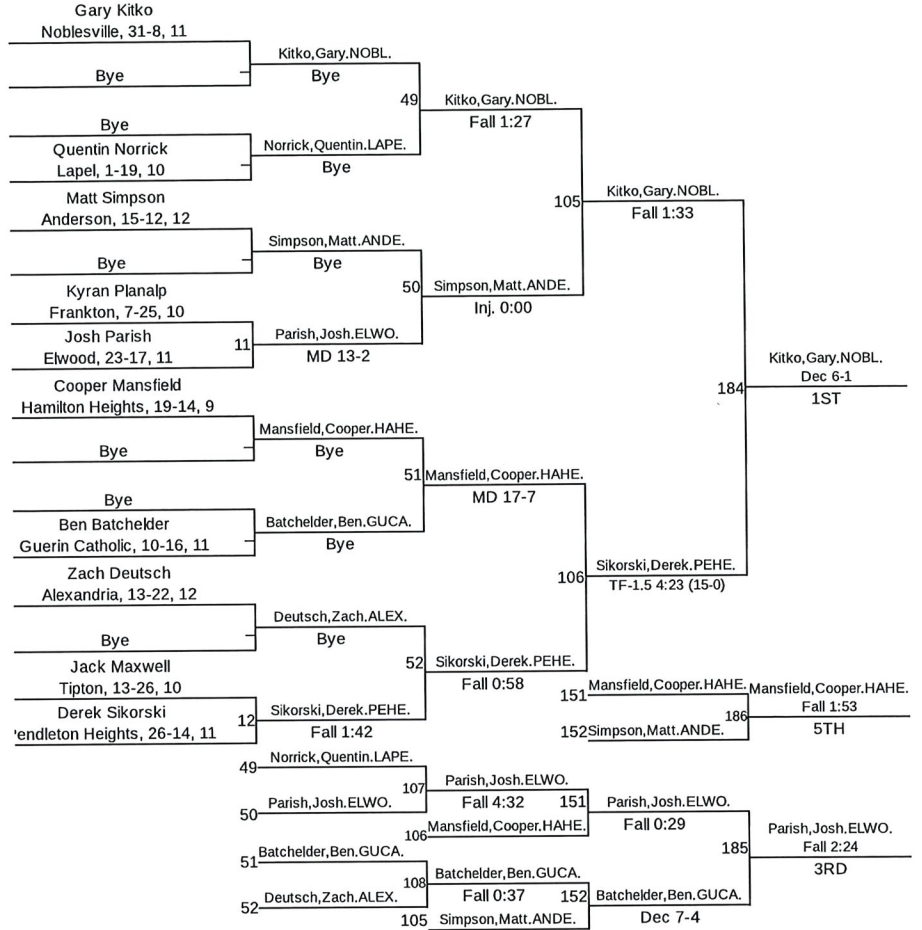 Gary Kitko
Noblesville, 31-8, 11
Kitko,Gary.NOBL.
Bye
Bye
49
Kitko,Gary.NOBL.
Fall 1:27
Bye
Quentin Norrick
Lapel, 1-19, 10
Norrick,Quentin.LAPE.
Bye
Matt Simpson
Anderson, 15-12, 12
105
Kitko,Gary.NOBL.
Fall 1:33
Simpson,Matt.ANDE.
Bye
Bye
50
Simpson,Matt.ANDE.
Inj. 0:00
Kyran Planalp
Frankton, 7-25, 10
Josh Parish
Elwood, 23-17, 11
11
Parish,Josh.ELWO.
MD 13-2
184
Kitko,Gary.NOBL.
Dec 6-1
1ST
Cooper Mansfield
Hamilton Heights, 19-14, 9
Mansfield,Cooper.HAHE.
Bye
Bye
51
Mansfield,Cooper.HAHE.
MD 17-7
Bye
Ben Batchelder
Guerin Catholic, 10-16, 11
Batchelder,Ben.GUCA.
Bye
106
Sikorski,Derek.PEHE.
TF-1.5 4:23 (15-0)
Zach Deutsch
Alexandria, 13-22, 12
Deutsch,Zach.ALEX.
Bye
Bye
52
Sikorski,Derek.PEHE.
Fall 0:58
Jack Maxwell
Tipton, 13-26, 10
Derek Sikorski
'endleton Heights, 26-14, 11
12
Sikorski,Derek.PEHE.
Fall 1:42
151
Mansfield,Cooper.HAHE.
152
Simpson,Matt.ANDE.
186
Mansfield,Cooper.HAHE.
Fall 1:53
5TH
49
Norrick,Quentin.LAPE.
50
Parish,Josh.ELWO.
107
Parish,Josh.ELWO.
Fall 4:32
106
Mansfield,Cooper.HAHE.
151
Parish,Josh.ELWO.
Fall 0:29
185
Parish,Josh.ELWO.
Fall 2:24
3RD
51
Batchelder,Ben.GUCA.
52
Deutsch,Zach.ALEX.
108
Batchelder,Ben.GUCA.
Fall 0:37
105
Simpson,Matt.ANDE.
152
Batchelder,Ben.GUCA.
Dec 7-4